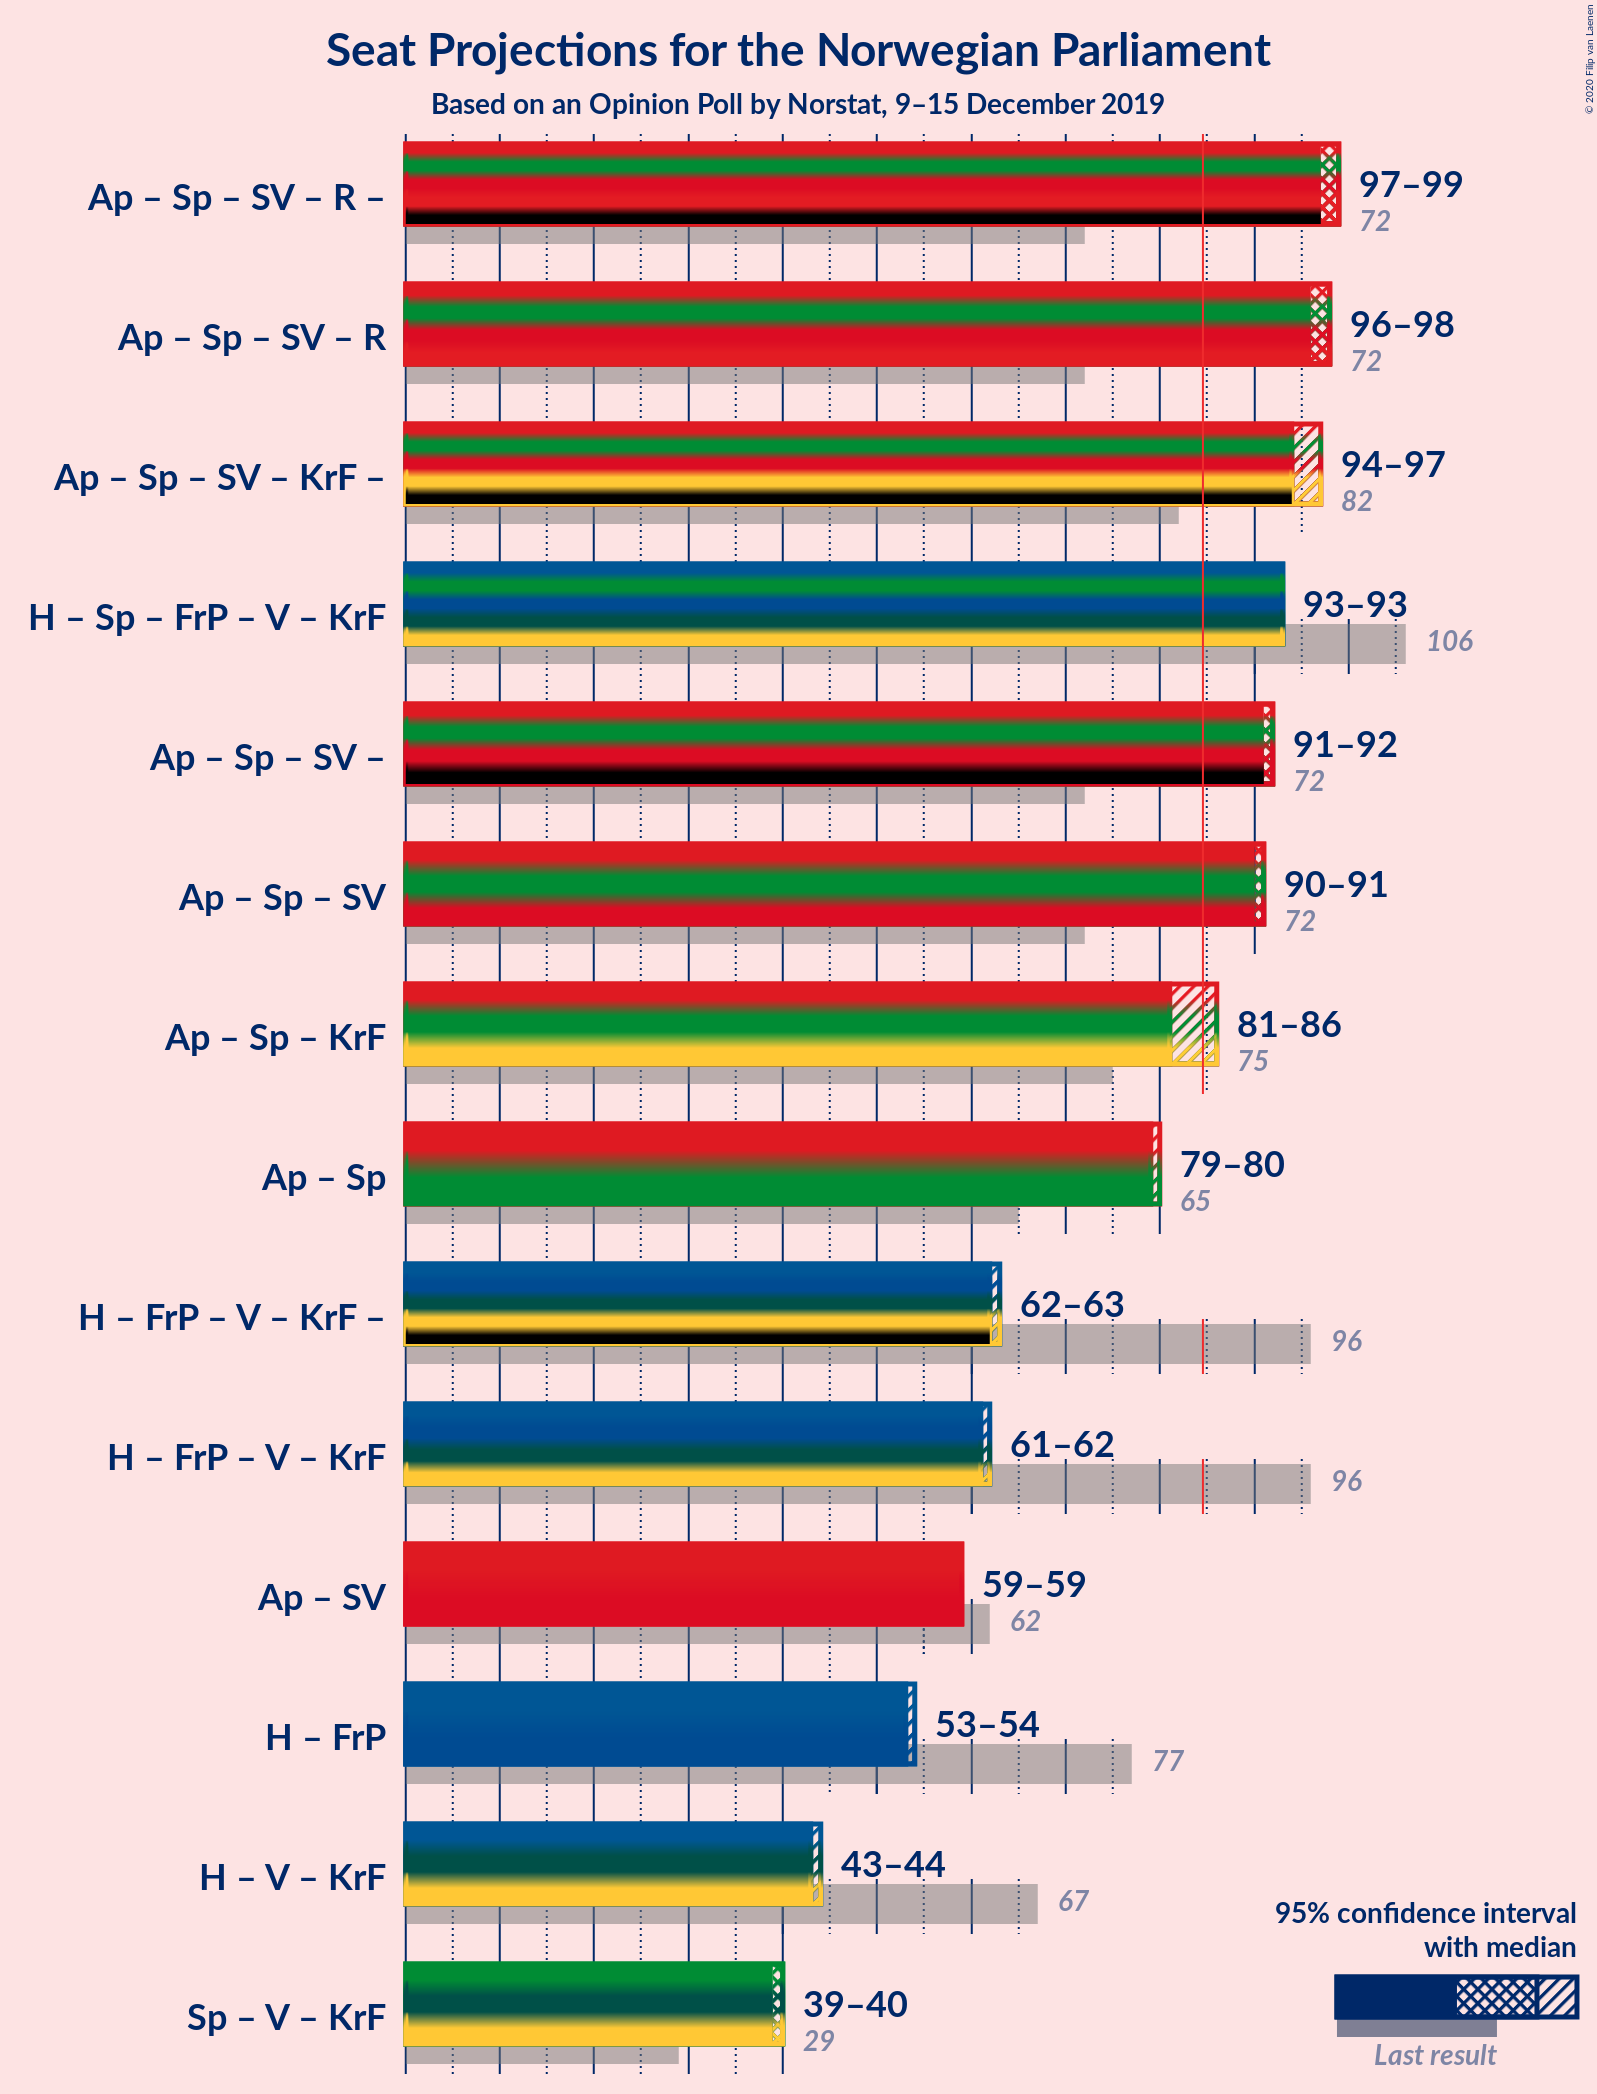 Seat Projections for the Norwegian Parliament
Based on an Opinion Poll by Norstat, 9–15 December 2019
© 2020 Filip van Laenen
Ap – Sp – SV – R –
97–99
72
Ap – Sp – SV – R
96–98
72
Ap – Sp – SV – KrF –
94–97
82
H – Sp – FrP – V – KrF
93–93
106
Ap – Sp – SV –
91–92
72
Ap – Sp – SV
90–91
72
Ap – Sp – KrF
81–86
75
Ap – Sp
79–80
65
H – FrP – V – KrF –
62–63
96
H – FrP – V – KrF
61–62
96
Ap – SV
59–59
62
H – FrP
53–54
77
H – V – KrF
43–44
67
Sp – V – KrF
39–40
29
95% confidence interval
with median
Last result